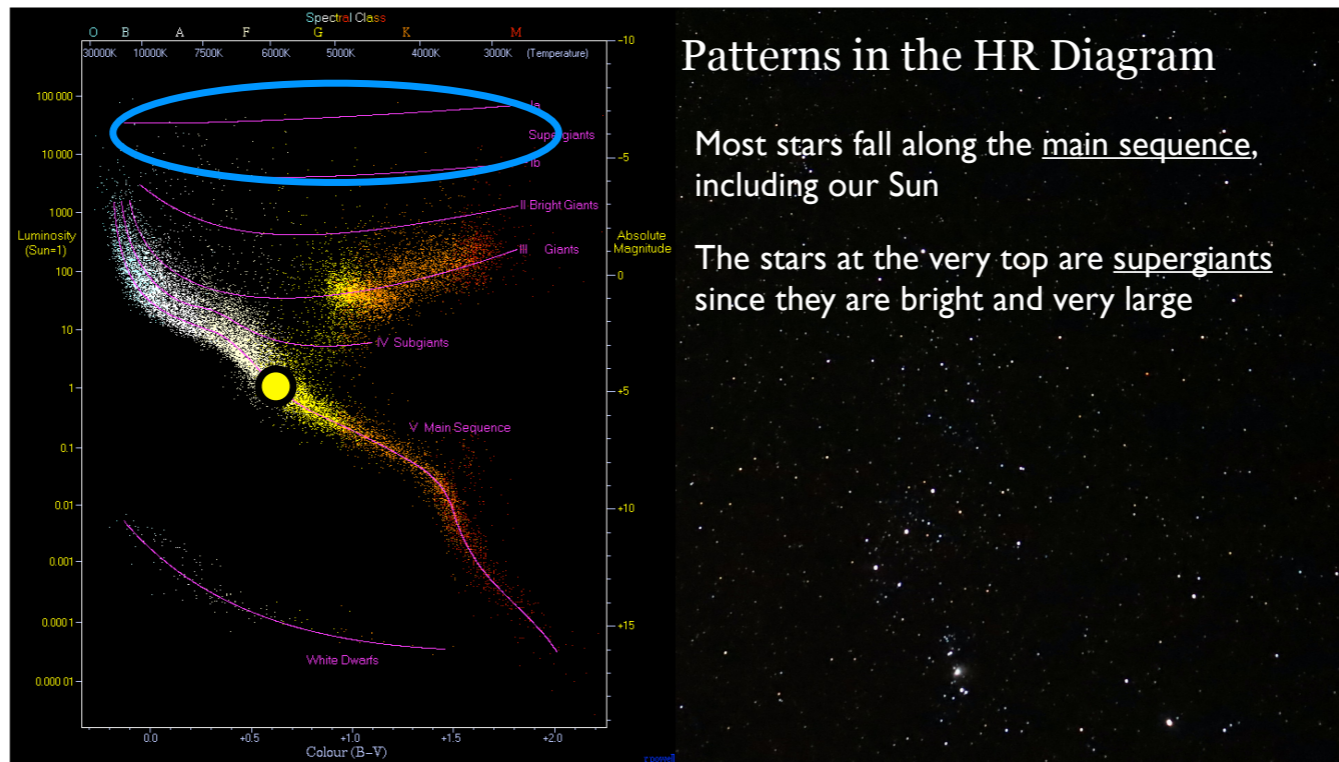 Spectral Class
O B A F G K M
30000K 10000K 7500K 6000K 5000K 4000K 3000K (Temperature)
-10
100 000
Ia
Supergiants
10 000
-5
Ib
1000
II Bright Giants
Luminosity
(Sun=1)
Absolute
Magnitude
III Giants
100
0
10
IV Subgiants
1
+5
V Main Sequence
0.1
0.01
+10
0.001
0.0001
+15
White Dwarfs
0.000 01
0.0 +0.5 +1.0 +1.5 +2.0
Colour (B-V)
Patterns in the HR Diagram
Most stars fall along the main sequence,
including our Sun
The stars at the very top are supergiants
since they are bright and very large